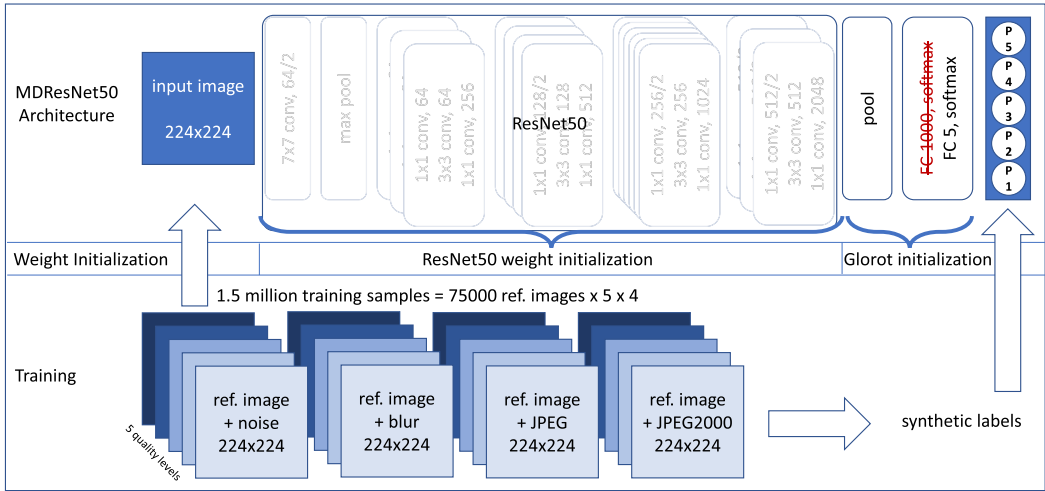 MDResNet50
Architecture
input image
224x224
7x7 conv, 64/2
max pool
1x1 conv, 64
3x3 conv, 64
1x1 conv, 256
1x1 conv, 128/2
3x3 conv, 128
1x1 conv, 512
ResNet50
1x1 conv, 256/2
3x3 conv, 256
1x1 conv, 1024
1x1 conv, 512/2
3x3 conv, 512
1x1 conv, 2048
pool
FC 1000, softmax
FC 5, softmax
P
5
P
4
P
3
P
2
P
1
Weight Initialization
ResNet50 weight initialization
Glorot initialization
1.5 million training samples = 75000 ref. images x 5 x 4
Training
ref. image
+ noise
224x224
ref. image
+ blur
224x224
ref. image
+ JPEG
224x224
ref. image
+ JPEG2000
224x224
5 quality levels
synthetic labels